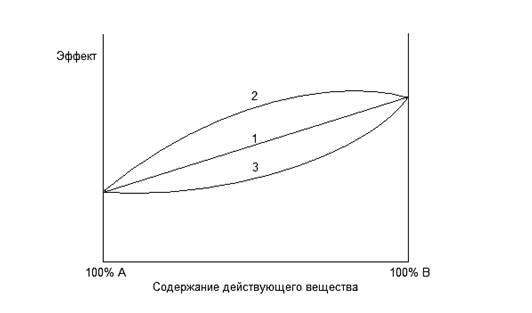 Эффект
2
1
3
100% А
100% В
Содержание действующего вещества